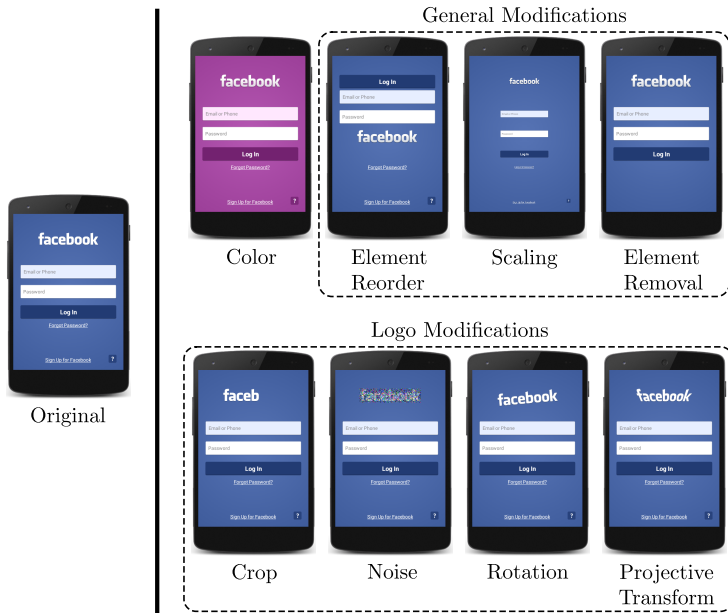 General Modifications
facebook
Email or Phone
Password
Log In
Forgot Password?
Sign Up for Facebook
?
Color
Log In
Email or Phone
Password
facebook
Forgot Password?
Sign Up for Facebook
?
Element
Reorder
facebook
Log In
Scaling
facebook
Email or Phone
Password
Log In
Element
Removal
facebook
Email or Phone
Password
Log In
Forgot Password?
Sign Up for Facebook
?
Original
Logo Modifications
faceb
Email or Phone
Password
Log In
Forgot Password?
Sign Up for Facebook
?
Crop
facebook
Email or Phone
Password
Log In
Forgot Password?
Sign Up for Facebook
?
Noise
facebook
Email or Phone
Password
Log In
Forgot Password?
Sign Up for Facebook
?
Rotation
facebook
Email or Phone
Password
Log In
Forgot Password?
Sign Up for Facebook
?
Projective
Transform